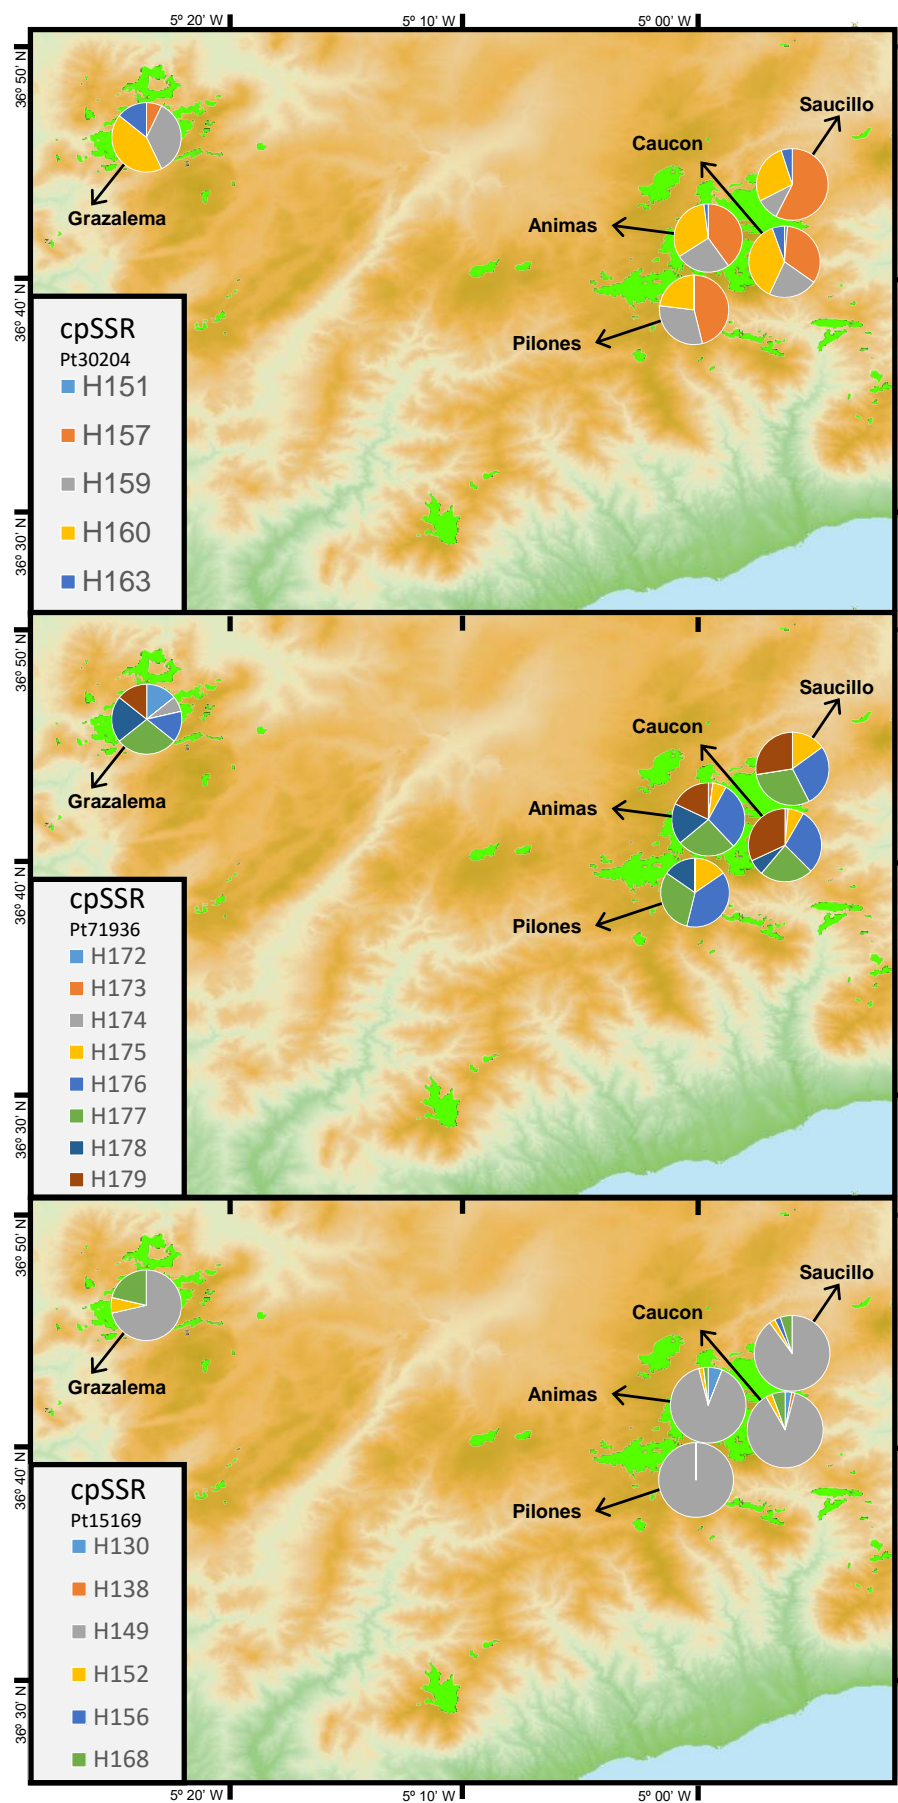 5º 20' W 5º 10' W 5º 00' W
36º 50' N
Saucillo
Caucon
Grazalema
Animas
36º 40' N
Pilones
cpSSR
Pt30204
H151
H157
H159
H160
H163
36º 30' N
36º 50' N
Saucillo
Caucon
Grazalema
Animas
36º 40' N
Pilones
cpSSR
Pt71936
H172
H173
H174
H175
H176
H177
H178
H179
36º 30' N
36º 50' N
Saucillo
Caucon
Grazalema
Animas
36º 40' N
Pilones
cpSSR
Pt15169
H130
H138
H149
H152
H156
H168
36º 30' N
5º 20' W 5º 10' W 5º 00' W